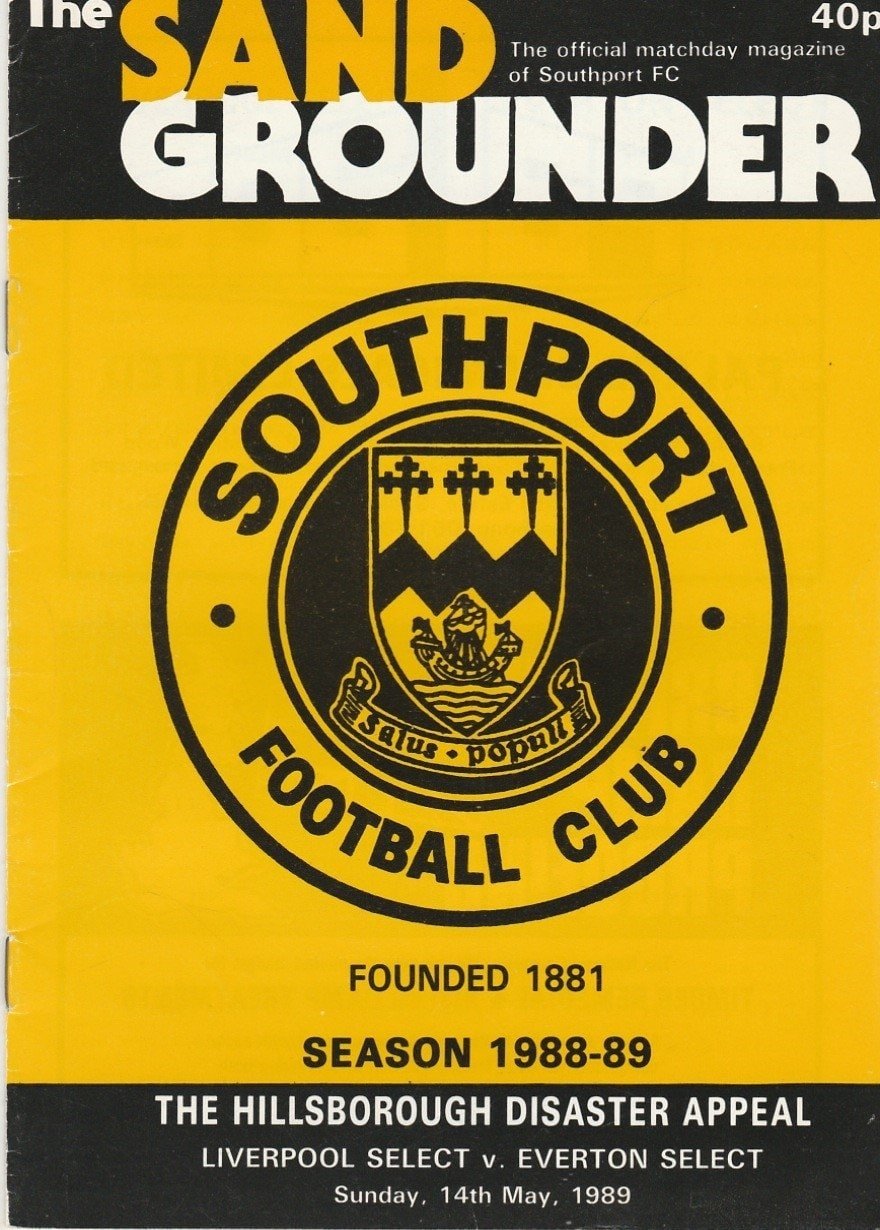 The
SAND
40p
The official matchday magazine
of Southport FC
GROUNDER
SOUTHPORT
Salus · populi
FOOTBALL CLUB
FOUNDED 1881
SEASON 1988-89
THE HILLSBOROUGH DISASTER APPEAL
LIVERPOOL SELECT v. EVERTON SELECT
Sunday, 14th May, 1989